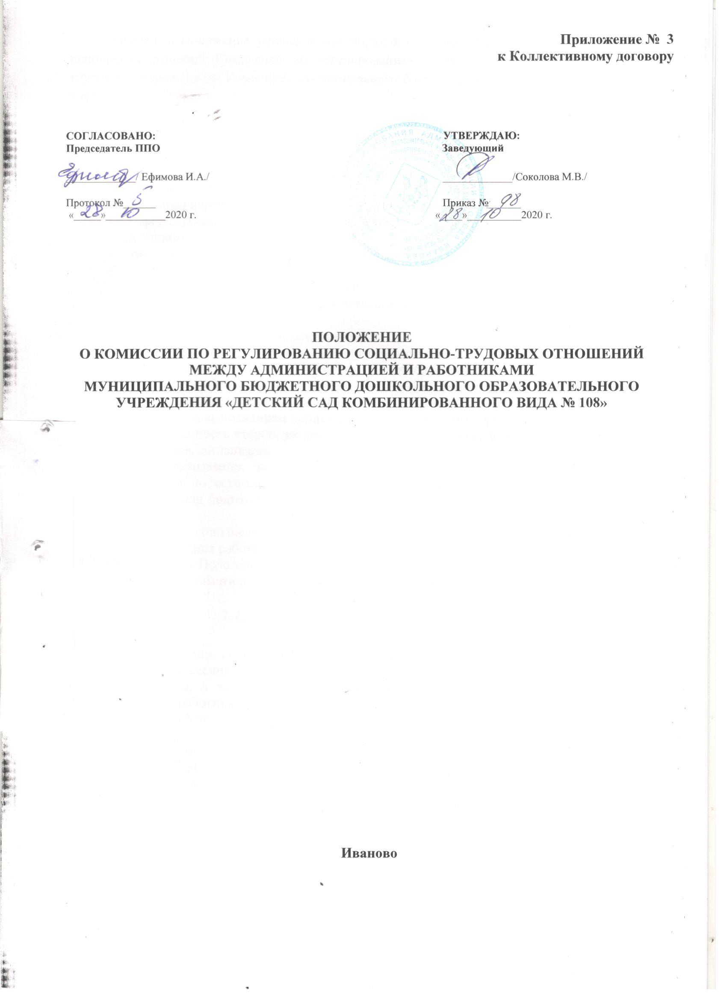 Приложение № 3
к Коллективному договору
СОГЛАСОВАНО:
Председатель ППО
/ Ефимова И.А./
Протокол № 5
«28» 10 2020 г.
УТВЕРЖДАЮ:
Заведующий
/Соколова М.В./
Приказ № 98
«28» 10 2020 г.
ПОЛОЖЕНИЕ
О КОМИССИИ ПО РЕГУЛИРОВАНИЮ СОЦИАЛЬНО-ТРУДОВЫХ ОТНОШЕНИЙ
МЕЖДУ АДМИНИСТРАЦИЕЙ И РАБОТНИКАМИ
МУНИЦИПАЛЬНОГО БЮДЖЕТНОГО ДОШКОЛЬНОГО ОБРАЗОВАТЕЛЬНОГО
УЧРЕЖДЕНИЯ «ДЕТСКИЙ САД КОМБИНИРОВАННОГО ВИДА № 108»
Иваново